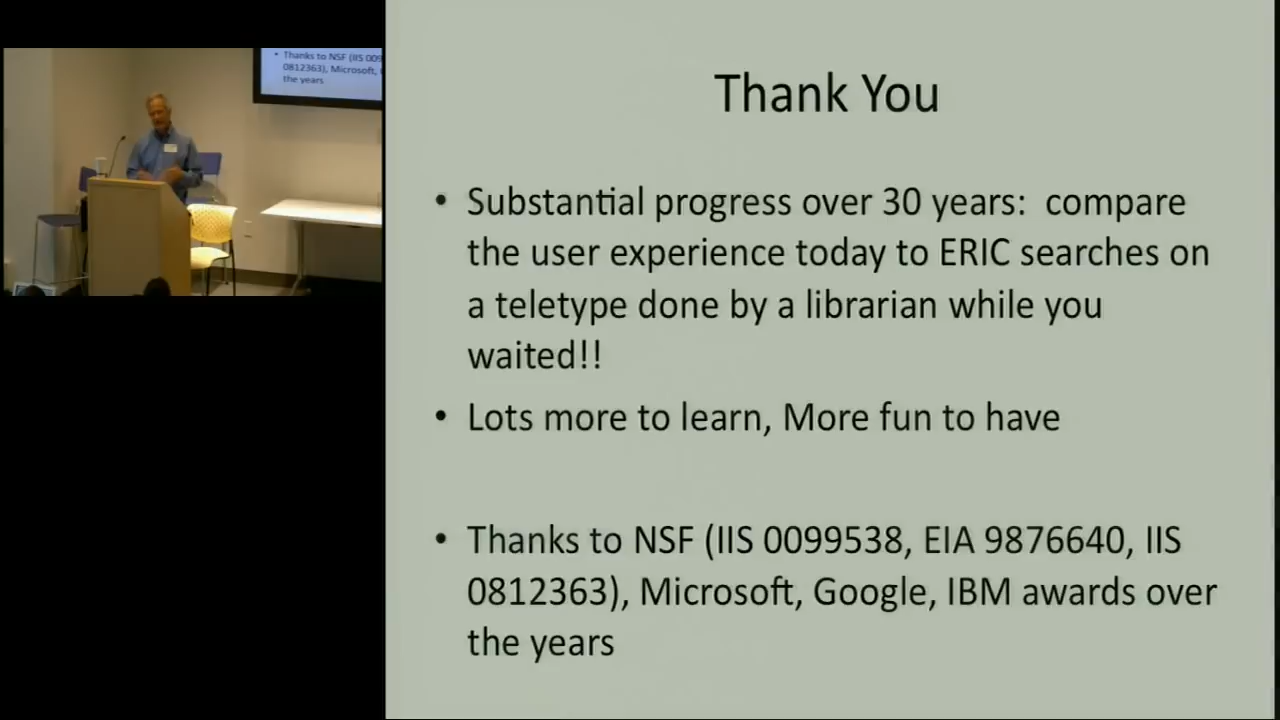 • Thanks to NSF (IIS 009
0812363), Microsoft,
the years
Thank You
• Substantial progress over 30 years: compare
the user experience today to ERIC searches on
a teletype done by a librarian while you
waited!!
• Lots more to learn, More fun to have
• Thanks to NSF (IIS 0099538, EIA 9876640, IIS
0812363), Microsoft, Google, IBM awards over
the years